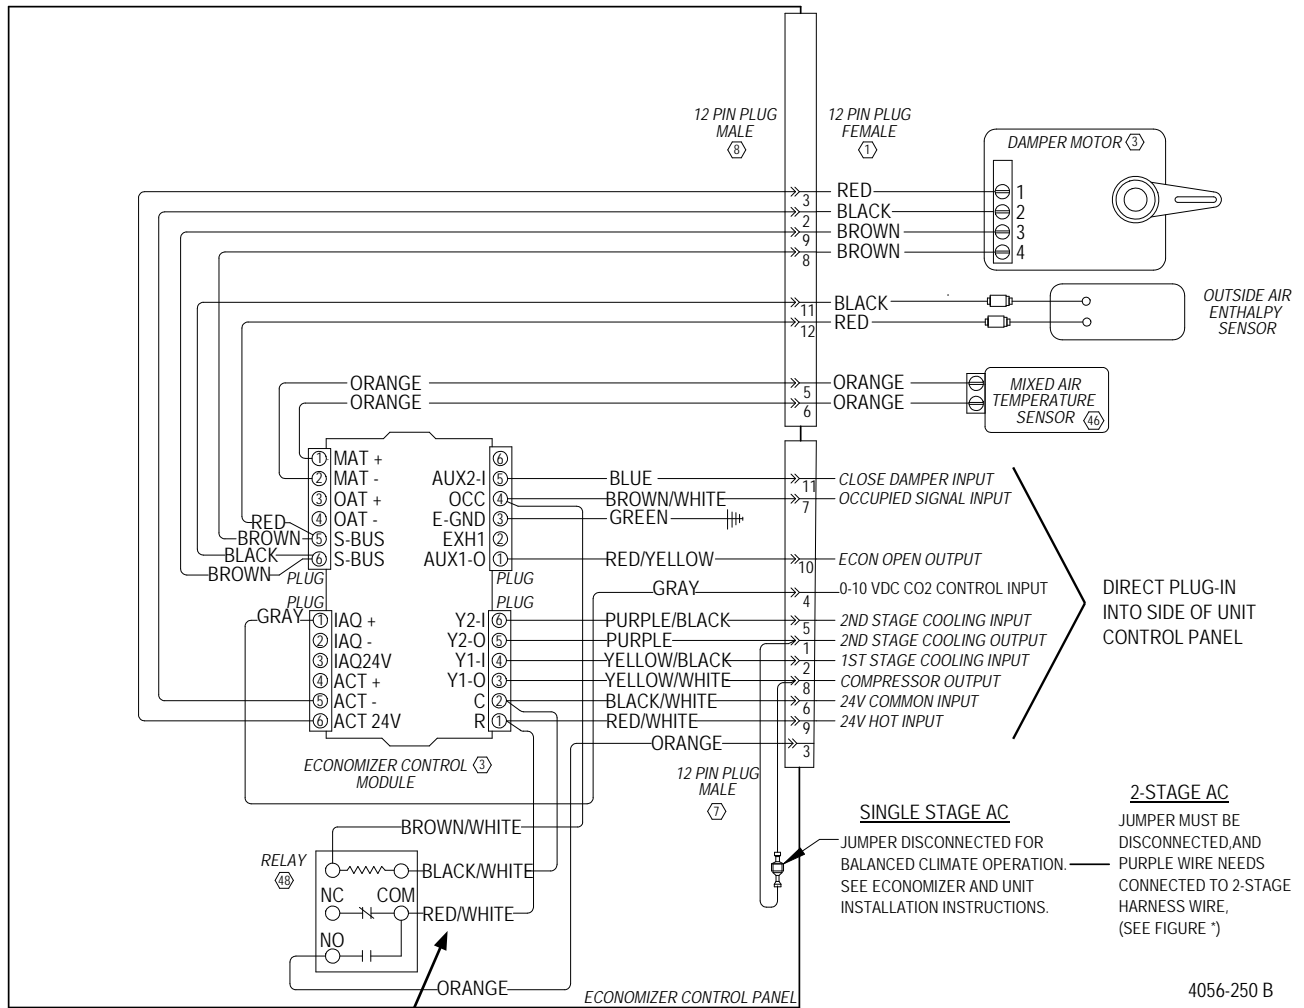 12 PIN PLUG
MALE
8
12 PIN PLUG
FEMALE
1
DAMPER MOTOR 3
3 RED 1
2 BLACK 2
9 BROWN 3
8 BROWN 4
11 BLACK
12 RED
OUTSIDE AIR
ENTHALPY
SENSOR
ORANGE 5 ORANGE
ORANGE 6 ORANGE
MIXED AIR
TEMPERATURE
SENSOR 46
1 MAT +
2 MAT -
3 OAT +
4 OAT -
RED 5 S-BUS
BROWN
BLACK 6 S-BUS
BROWN
PLUG
6
AUX2-I 5 BLUE 11 CLOSE DAMPER INPUT
OCC 4 BROWN/WHITE 7 OCCUPIED SIGNAL INPUT
E-GND 3 GREEN
EXH1 2
AUX1-O 1 RED/YELLOW 10 ECON OPEN OUTPUT
PLUG
GRAY 4 0-10 VDC CO2 CONTROL INPUT
PLUG
GRAY 1 IAQ +
2 IAQ -
3 IAQ24V
4 ACT +
5 ACT -
6 ACT 24V
PLUG
Y2-I 6 PURPLE/BLACK 5 2ND STAGE COOLING INPUT
Y2-O 5 PURPLE 1 2ND STAGE COOLING OUTPUT
Y1-I 4 YELLOW/BLACK 2 1ST STAGE COOLING INPUT
Y1-O 3 YELLOW/WHITE 8 COMPRESSOR OUTPUT
C 2 BLACK/WHITE 6 24V COMMON INPUT
R 1 RED/WHITE 9 24V HOT INPUT
ORANGE 3
DIRECT PLUG-IN
INTO SIDE OF UNIT
CONTROL PANEL
ECONOMIZER CONTROL 3
MODULE
12 PIN PLUG
MALE
7
BROWN/WHITE
RELAY
48
BLACK/WHITE
NC COM
RED/WHITE
NO
ORANGE
SINGLE STAGE AC
JUMPER DISCONNECTED FOR
BALANCED CLIMATE OPERATION.
SEE ECONOMIZER AND UNIT
INSTALLATION INSTRUCTIONS.
2-STAGE AC
JUMPER MUST BE
DISCONNECTED,AND
PURPLE WIRE NEEDS
CONNECTED TO 2-STAGE
HARNESS WIRE,
(SEE FIGURE *)
ECONOMIZER CONTROL PANEL
4056-250 B